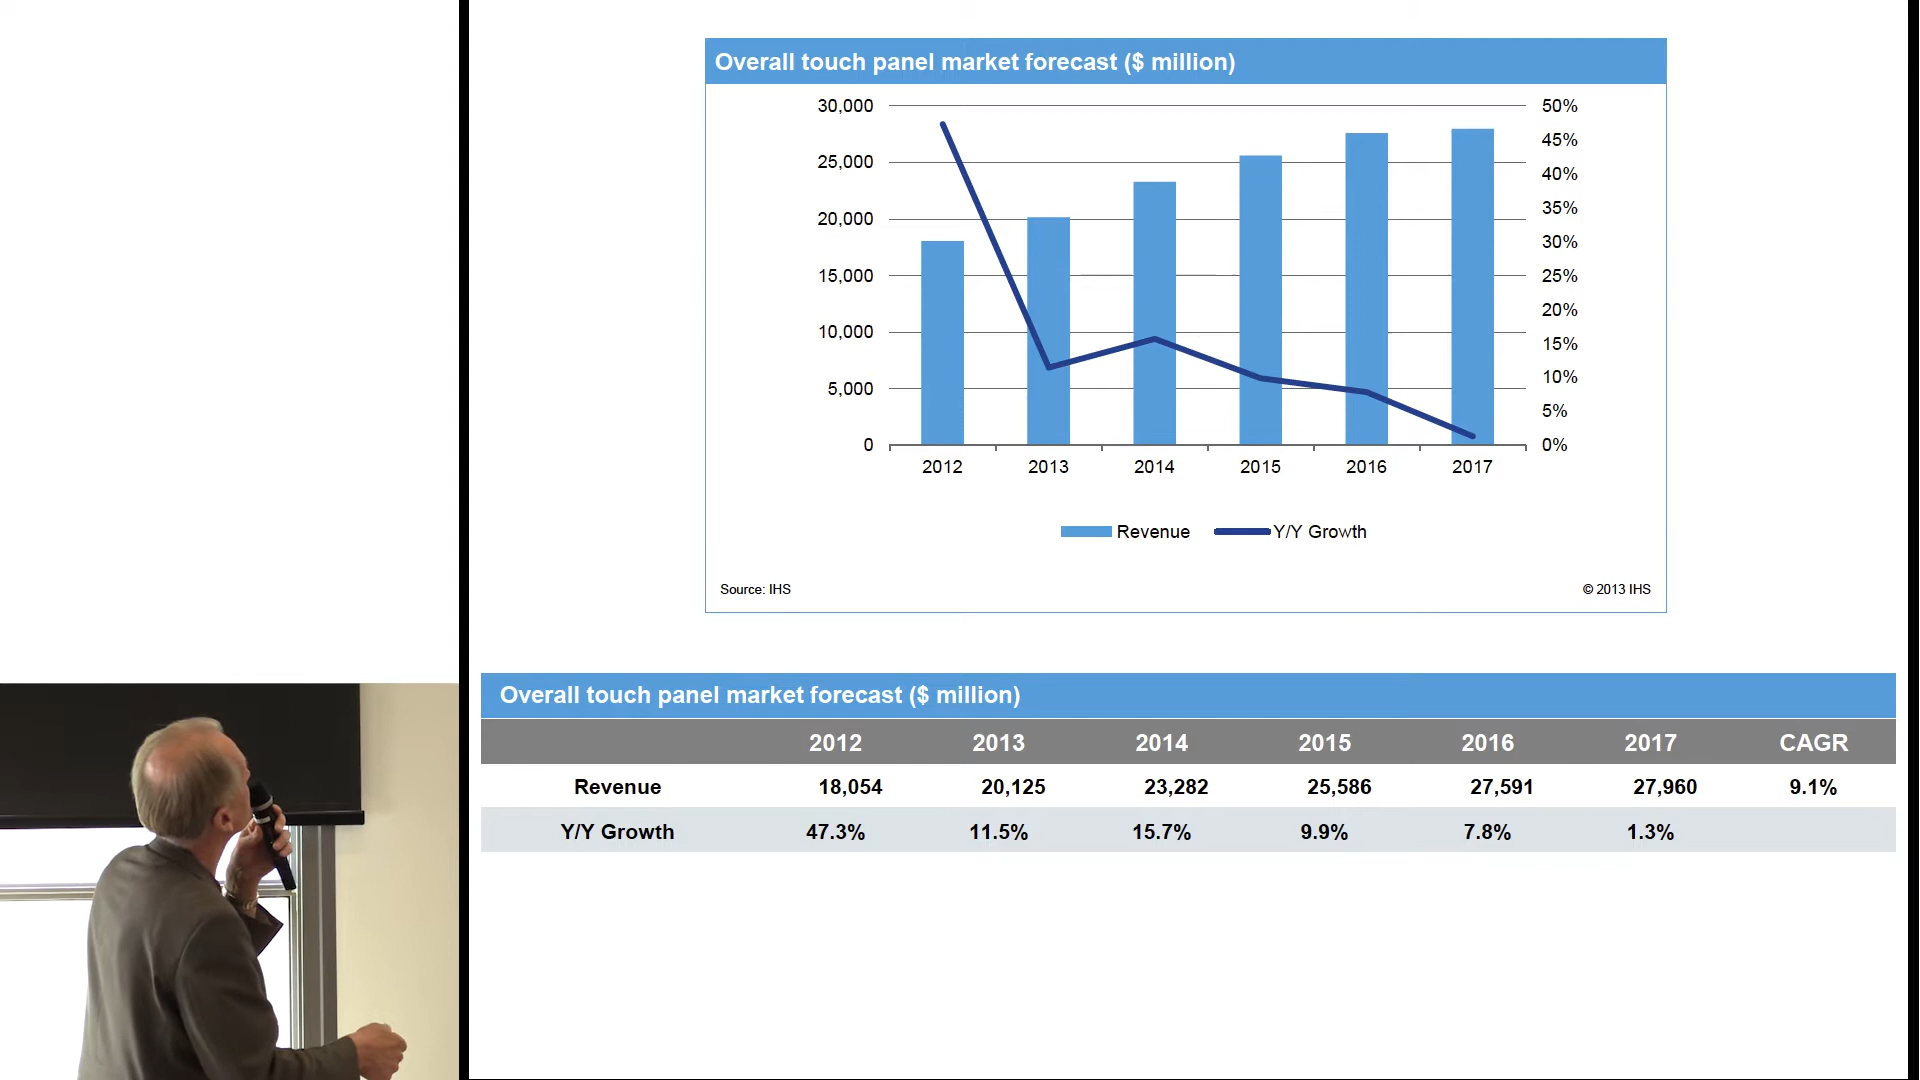 Overall touch panel market forecast ($ million)
30,000 50%
45%
25,000
40%
35%
20,000
30%
15,000 25%
20%
10,000
15%
5,000 10%
5%
0 0%
2012 2013 2014 2015 2016 2017
Revenue Y/Y Growth
Source: IHS © 2013 IHS
Overall touch panel market forecast ($ million)
2012 2013 2014 2015 2016 2017 CAGR
Revenue 18,054 20,125 23,282 25,586 27,591 27,960 9.1%
Y/Y Growth 47.3% 11.5% 15.7% 9.9% 7.8% 1.3%